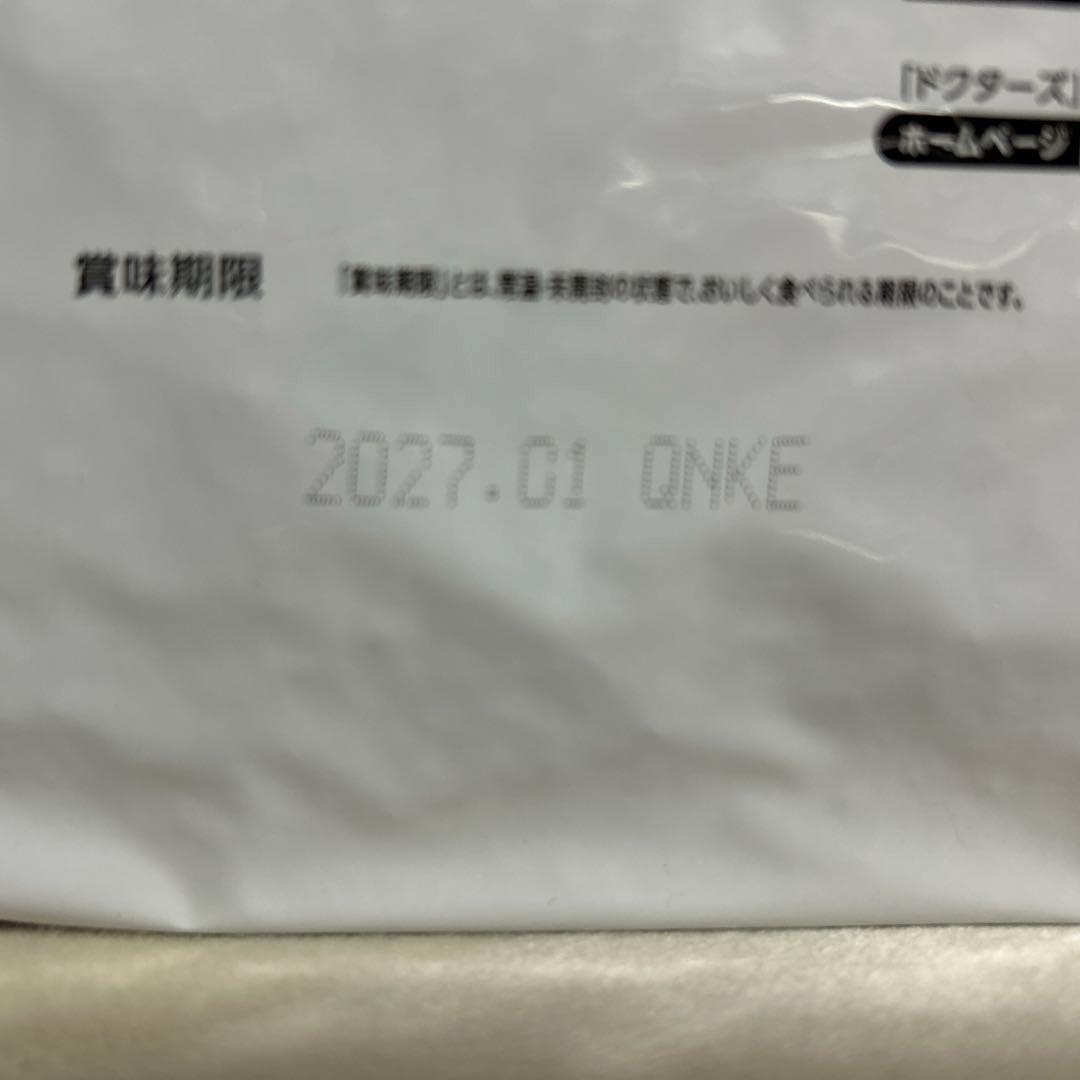 「ドクターズ」
ホームページ
賞味期限
「賞味期限」とは、常温・未開封の状態で、おいしく食べられる期限のことです。
2027.01 QNKE